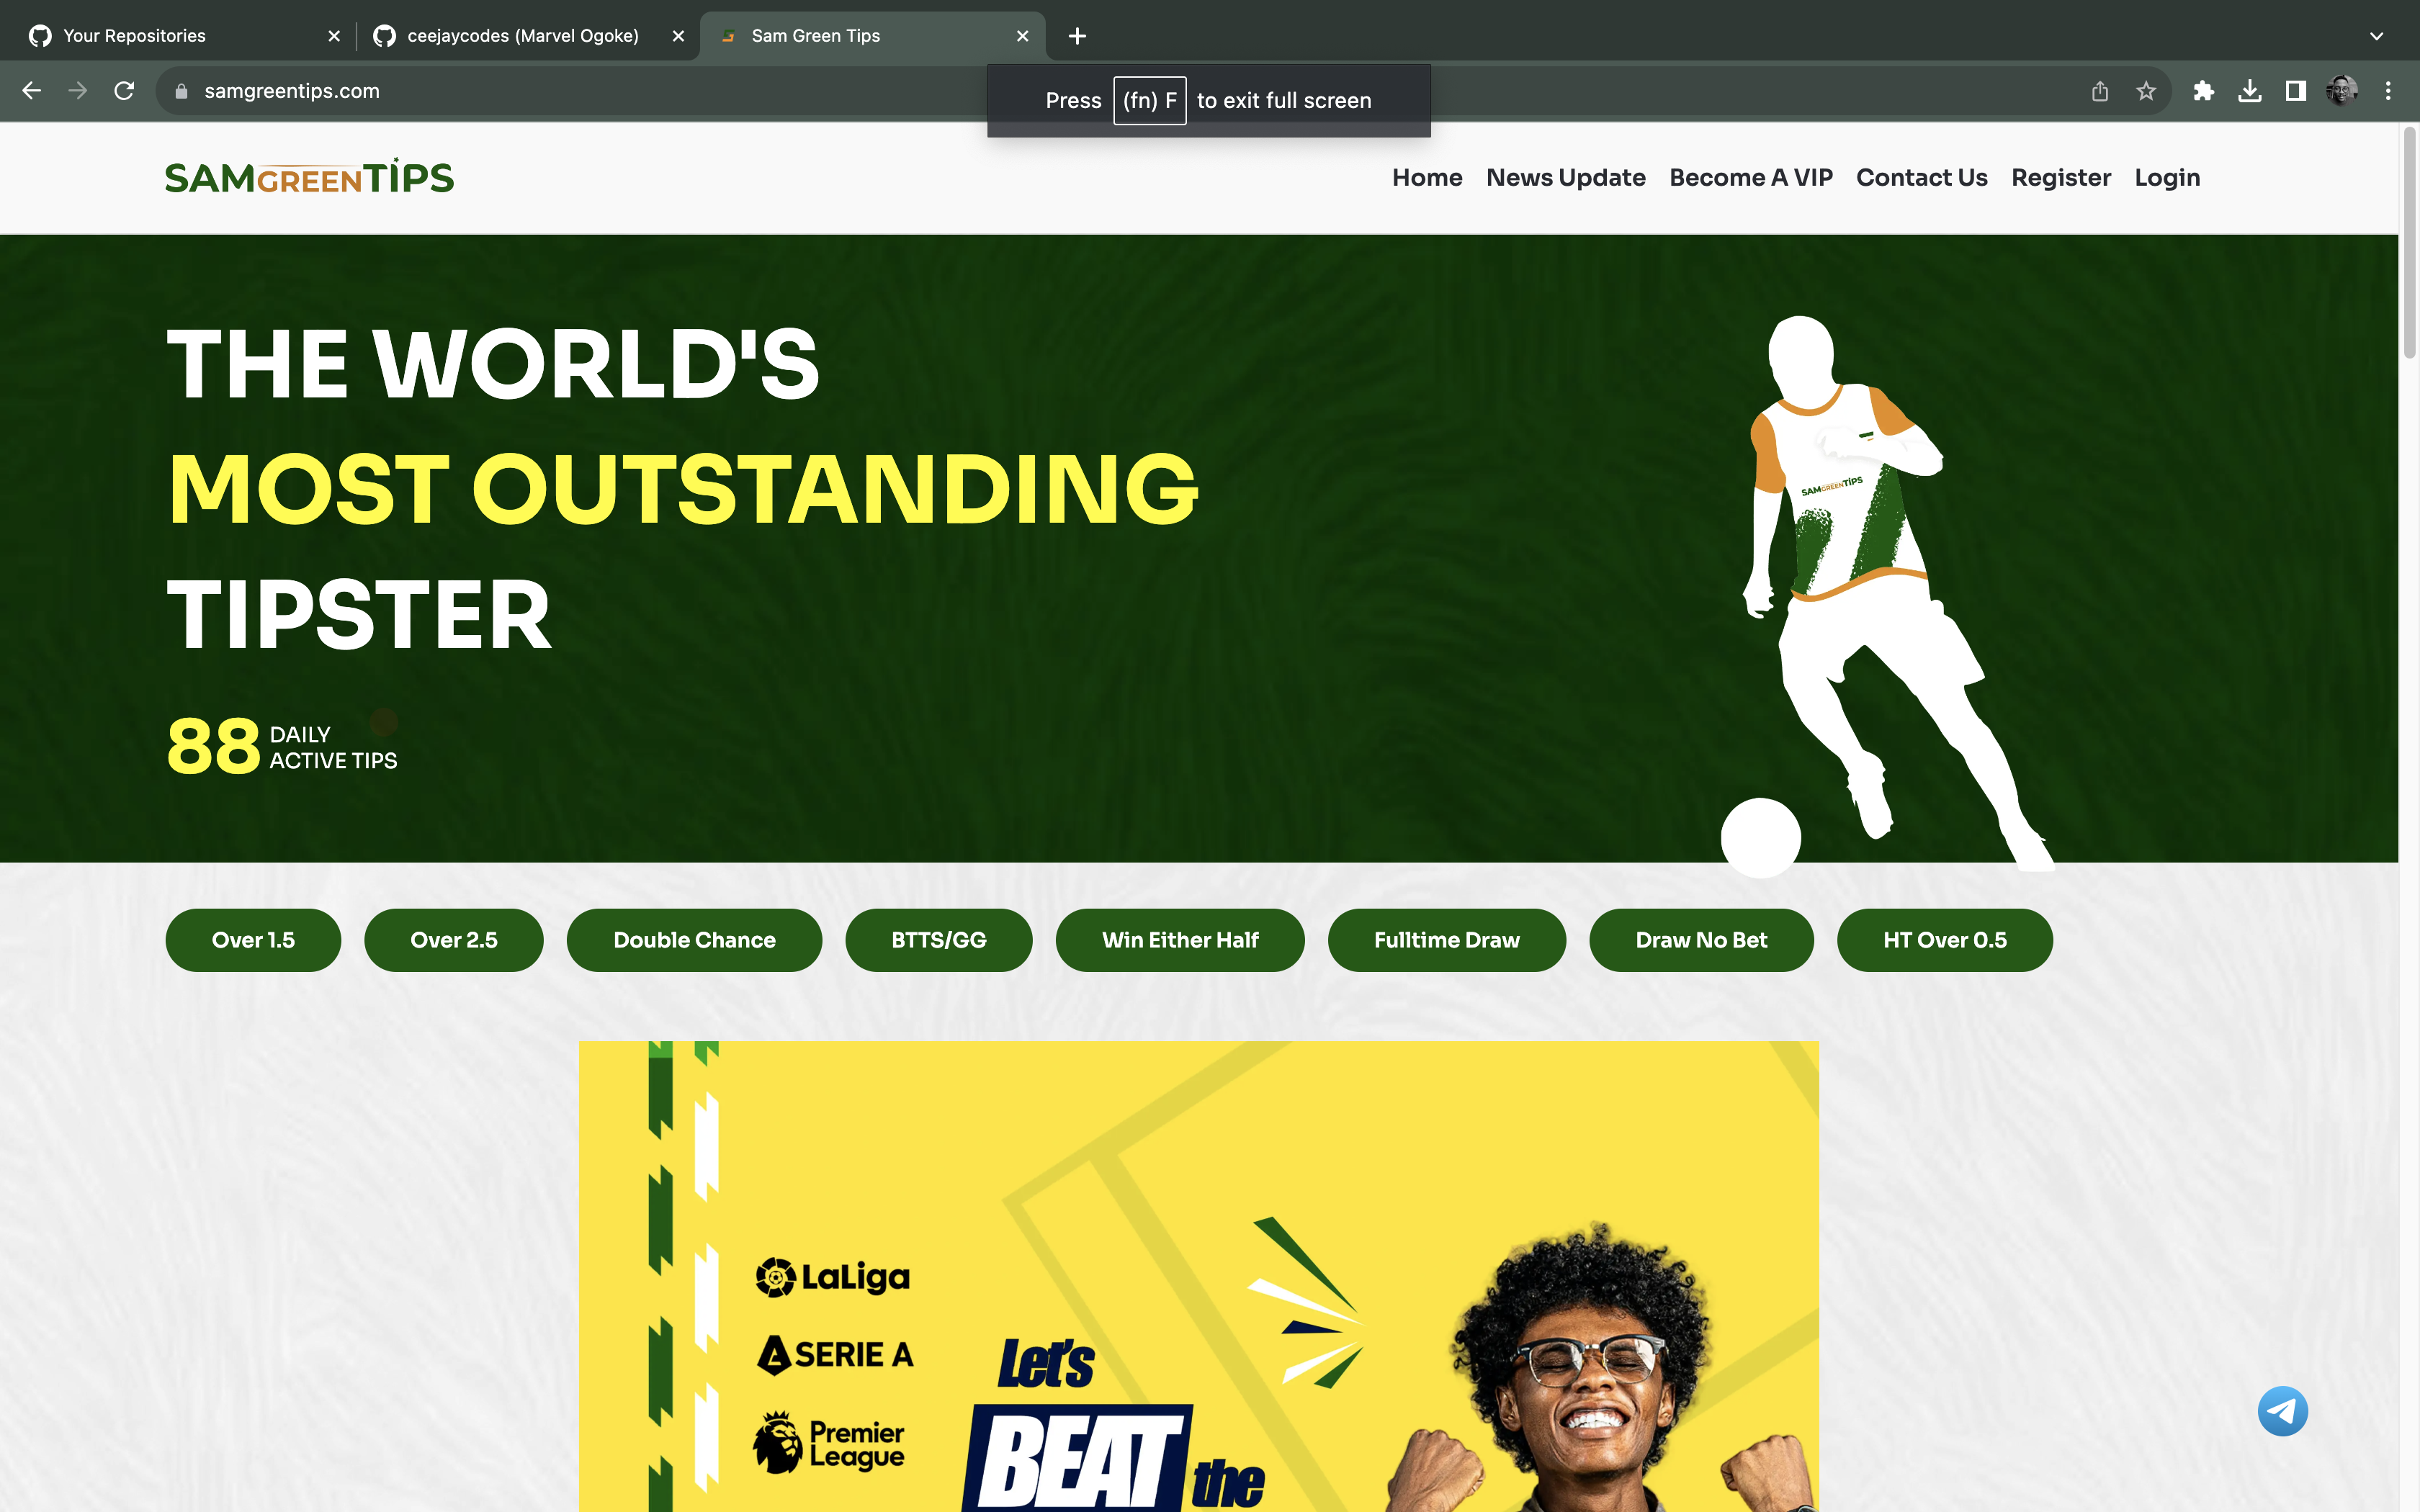 Your Repositories
ceejaycodes (Marvel Ogoke)
Sam Green Tips
samgreentips.com
Press (fn) F to exit full screen
SAMGREENTIPS
Home News Update Become A VIP Contact Us Register Login
THE WORLD'S
MOST OUTSTANDING
TIPSTER
SAMGREENTIPS
88 DAILY
ACTIVE TIPS
Over 1.5 Over 2.5 Double Chance BTTS/GG Win Either Half Fulltime Draw Draw No Bet HT Over 0.5
LaLiga
SERIE A
Premier
League
Let's
BEAT the